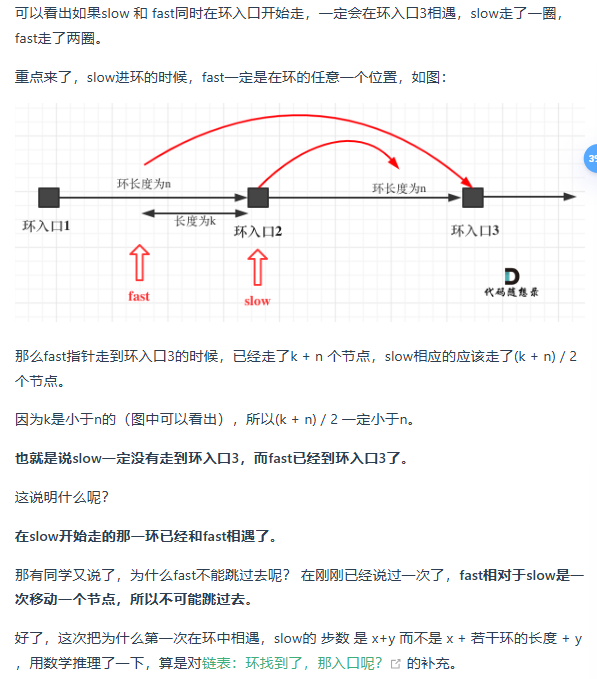 可以看出如果slow 和 fast同时在环入口开始走，一定会在环入口3相遇，slow走了一圈，
fast走了两圈。
重点来了，slow进环的时候，fast一定是在环的任意一个位置，如图：
环长度为n
环长度为n
长度为k
环入口1
环入口2
环入口3
fast
slow
代码随想录
39
那么fast指针走到环入口3的时候，已经走了k + n 个节点，slow相应的应该走了(k + n) / 2
个节点。
因为k是小于n的（图中可以看出），所以(k + n) / 2 一定小于n。
也就是说slow一定没有走到环入口3，而fast已经到环入口3了。
这说明什么呢？
在slow开始走的那一环已经和fast相遇了。
那有同学又说了，为什么fast不能跳过去呢？ 在刚刚已经说过一次了，fast相对于slow是一
次移动一个节点，所以不可能跳过去。
好了，这次把为什么第一次在环中相遇，slow的 步数 是 x+y 而不是 x + 若干环的长度 + y
，用数学推理了一下，算是对链表：环找到了，那入口呢？ 的补充。